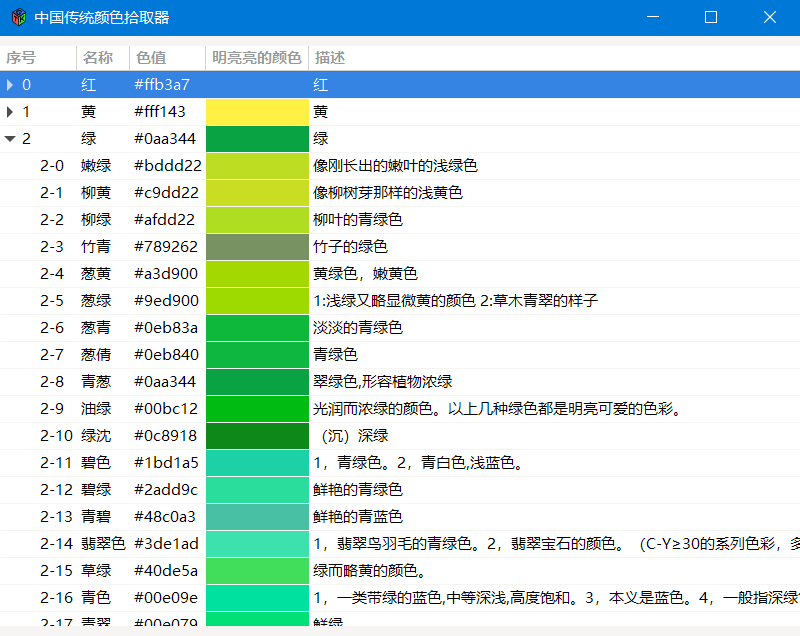 中国传统颜色拾取器
序号 名称 色值 明亮亮的颜色 描述
0 红 #ffb3a7 红
1 黄 #fff143 黄
2 绿 #0aa344 绿
2-0 嫩绿 #bddd22 像刚长出的嫩叶的浅绿色
2-1 柳黄 #c9dd22 像柳树芽那样的浅黄色
2-2 柳绿 #afdd22 柳叶的青绿色
2-3 竹青 #789262 竹子的绿色
2-4 葱黄 #a3d900 黄绿色，嫩黄色
2-5 葱绿 #9ed900 1:浅绿又略显微黄的颜色 2:草木青翠的样子
2-6 葱青 #0eb83a 淡淡的青绿色
2-7 葱倩 #0eb840 青绿色
2-8 青葱 #0aa344 翠绿色,形容植物浓绿
2-9 油绿 #00bc12 光润而浓绿的颜色。以上几种绿色都是明亮可爱的色彩。
2-10 绿沈 #0c8918 （沉）深绿
2-11 碧色 #1bd1a5 1，青绿色。2，青白色,浅蓝色。
2-12 碧绿 #2add9c 鲜艳的青绿色
2-13 青碧 #48c0a3 鲜艳的青蓝色
2-14 翡翠色 #3de1ad 1，翡翠鸟羽毛的青绿色。2，翡翠宝石的颜色。（C-Y≥30的系列色彩，多
2-15 草绿 #40de5a 绿而略黄的颜色。
2-16 青色 #00e09e 1，一类带绿的蓝色,中等深浅,高度饱和。3，本义是蓝色。4，一般指深绿
2-17 青翠 #00e079 鲜绿